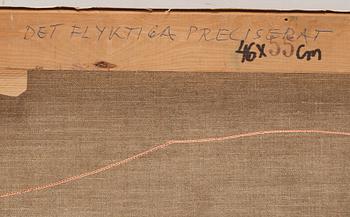 DET FLYKTIGA PRECISERAT
46X55cm